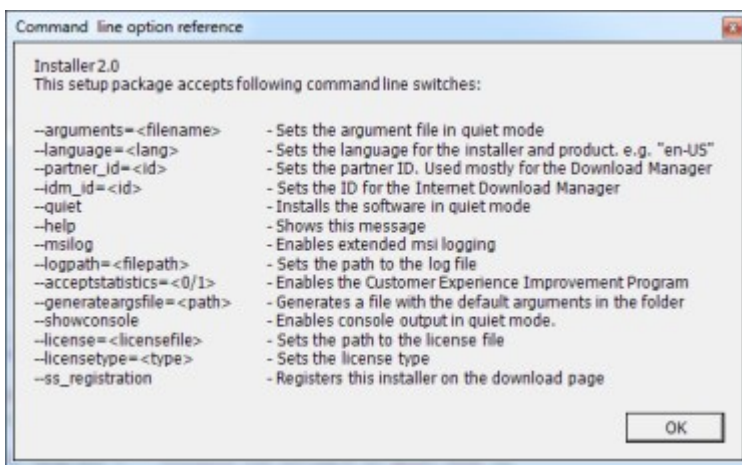 Command line option reference
Installer2.0
This setup package accepts following command line switches:
--arguments=<filename> - Sets the argument file in quiet mode
--language=<lang> - Sets the language for the installer and product. e.g. "en-US"
--partner_id=<id> - Sets the partner ID. Used mostly for the Download Manager
--idm_id=<id> - Sets the ID for the Internet Download Manager
--quiet - Installs the software in quiet mode
--help - Shows this message
--msilog - Enables extended msi logging
--logpath=<filepath> - Sets the path to the log file
--acceptstatistics=<0/1> - Enables the Customer Experience Improvement Program
--generateargsfile=<path> - Generates a file with the default arguments in the folder
--showconsole - Enables console output in quiet mode.
--license=<licensefile> - Sets the path to the license file
--licensetype=<type> - Sets the license type
--ss_registration - Registers this installer on the download page
OK